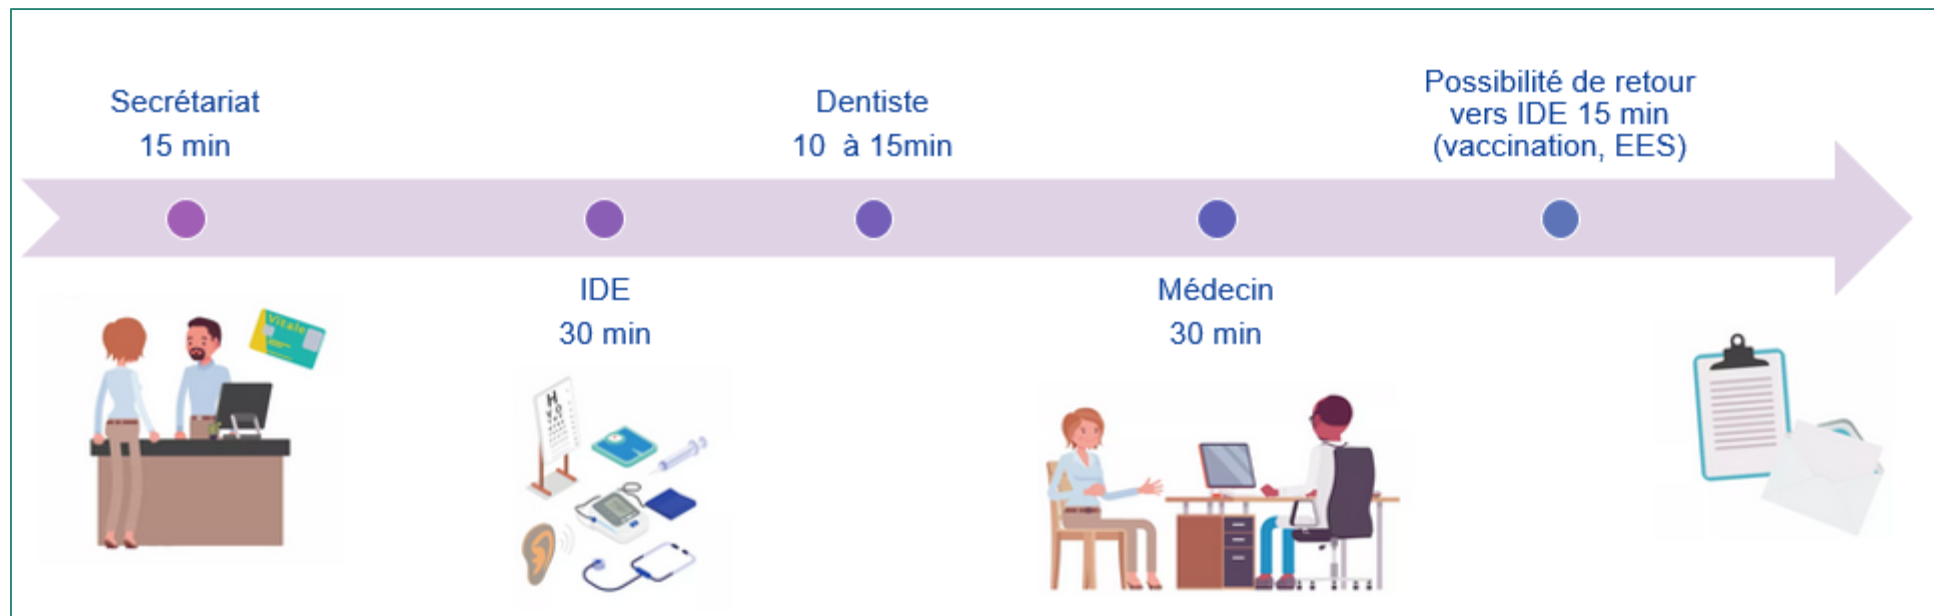 Secrétariat
15 min
IDE
30 min
Dentiste
10 à 15min
Médecin
30 min
Possibilité de retour
vers IDE 15 min
(vaccination, EES)
Vitale